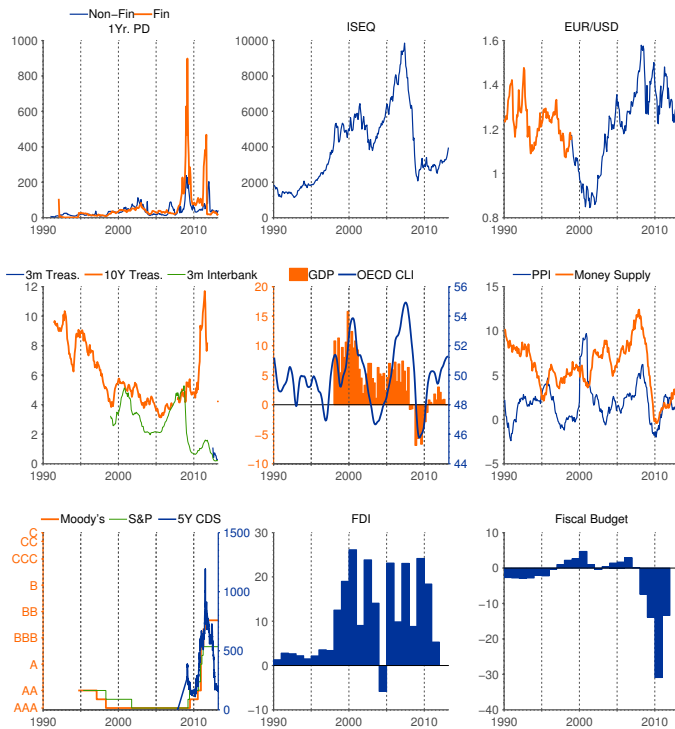 Non-Fin Fin
1Yr. PD
ISEQ
EUR/USD
1000
800
600
400
200
0
1990 2000 2010
10000
8000
6000
4000
2000
0
1990 2000 2010
1.6
1.4
1.2
1
0.8
1990 2000 2010
3m Treas. 10Y Treas. 3m Interbank
GDP OECD CLI
PPI Money Supply
12
10
8
6
4
2
0
1990 2000 2010
20
15
10
5
0
−5
−10
56
54
52
50
48
46
44
1990 2000 2010
15
10
5
0
−5
1990 2000 2010
Moody's S&P 5Y CDS
FDI
Fiscal Budget
C
CC
CCC
B
BB
BBB
A
AA
AAA
1500
1000
500
0
1990 2000 2010
30
20
10
0
−10
1990 2000 2010
10
0
−10
−20
−30
−40
1990 2000 2010